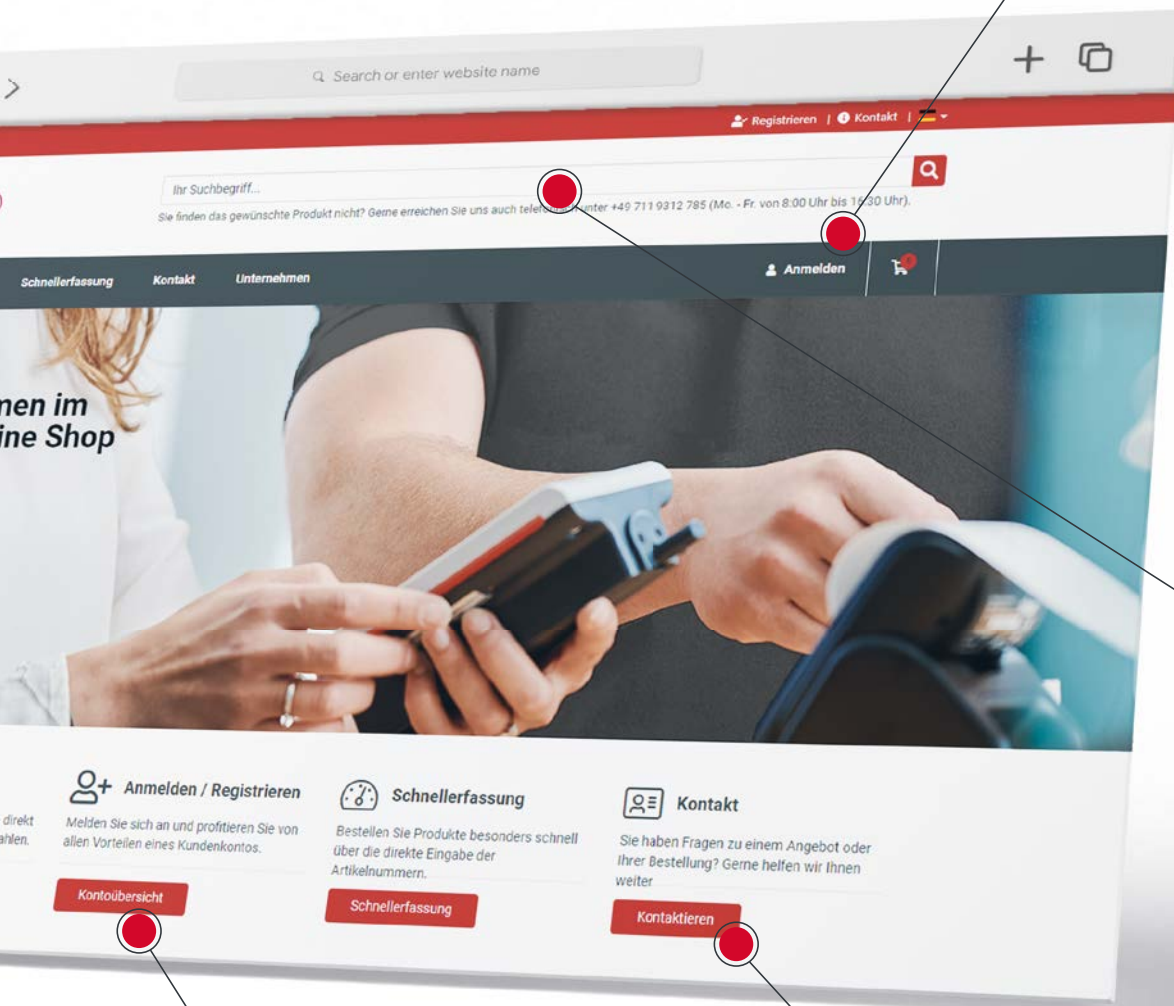 Search or enter website name
Registrieren | Kontakt |
Ihr Suchbegriff...
Sie finden das gewünschte Produkt nicht? Gerne erreichen Sie uns auch unter +49 711 9312 785 (Mo. - Fr. von 8:00 Uhr bis 16:30 Uhr).
Schnellerfassung Kontakt Unternehmen Anmelden
im
Shop
Anmelden / Registrieren
Melden Sie sich an und profitieren Sie von
allen Vorteilen eines Kundenkontos.
Kontoübersicht
Schnellerfassung
Bestellen Sie Produkte besonders schnell
über die direkte Eingabe der
Artikelnummern.
Schnellerfassung
Kontakt
Sie haben Fragen zu einem Angebot oder
Ihrer Bestellung? Gerne helfen wir Ihnen
weiter
Kontaktieren
direkt